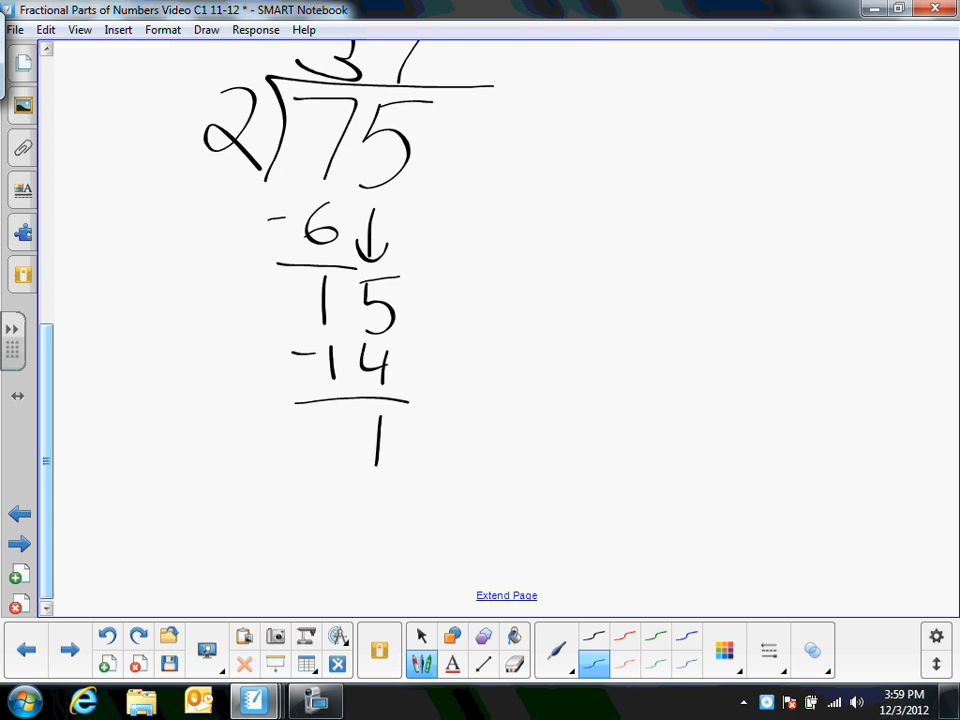 Fractional Parts of Numbers Video C1 11-12 * - SMART Notebook
File Edit View Insert Format Draw Response Help
37
2)75
-6↓
15
-14
1
Extend Page
3:59 PM
12/3/2012